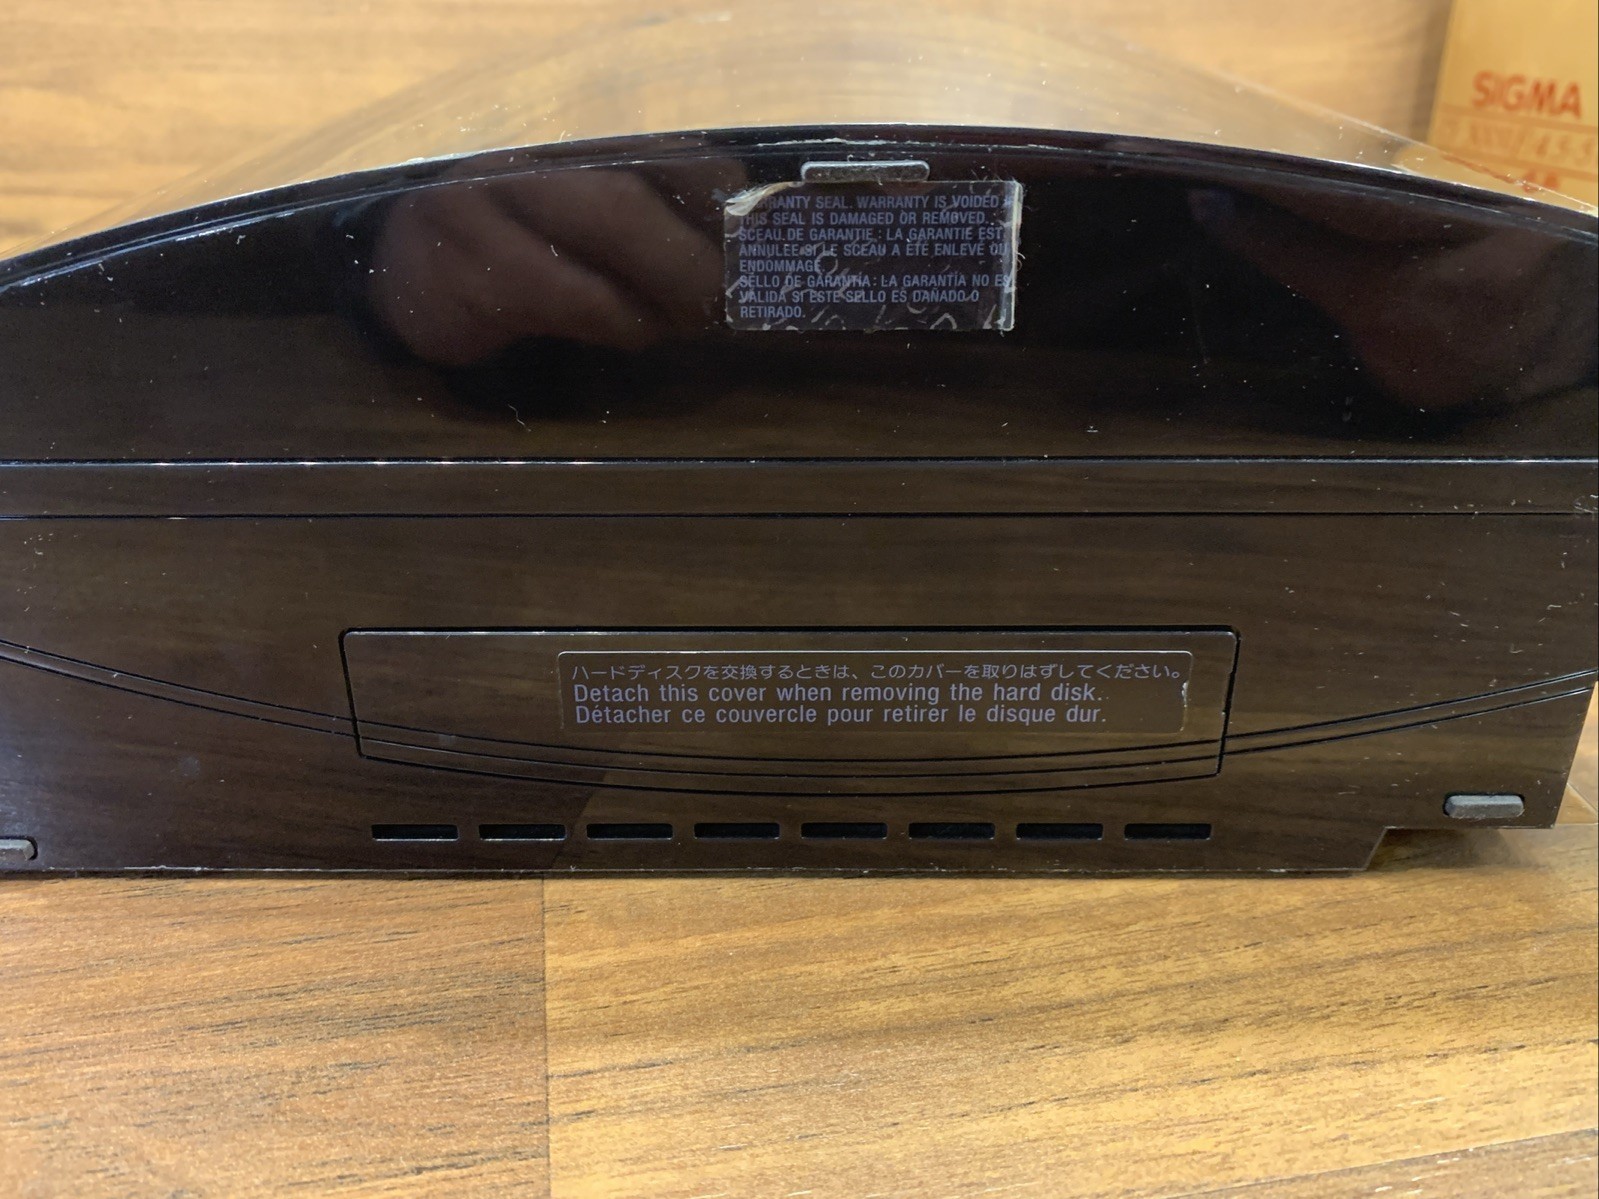 SIGMA
WARRANTY SEAL. WARRANTY IS VOIDED
THIS SEAL IS DAMAGED OR REMOVED.
SCEAU DE GARANTIE : LA GARANTIE EST
ANNULEE SI LE SCEAU A ETE ENLEVE OU
ENDOMMAGE.
SELLO DE GARANTÍA : LA GARANTÍA NO ES
VALIDA SI ESTE SELLO ES DAÑADO O
RETIRADO.
ハードディスクを交換するときは、このカバーを取りはずしてください。
Detach this cover when removing the hard disk.
Détacher ce couvercle pour retirer le disque dur.